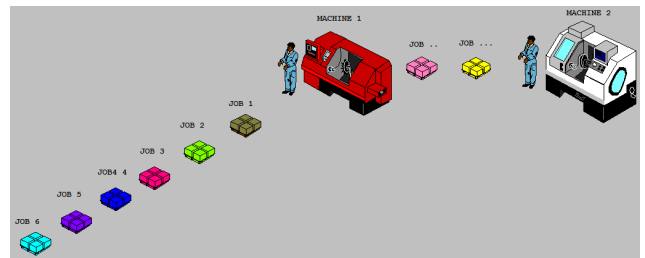 MACHINE 1
MACHINE 2
JOB ..
JOB ...
JOB 1
JOB 2
JOB 3
JOB4 4
JOB 5
JOB 6